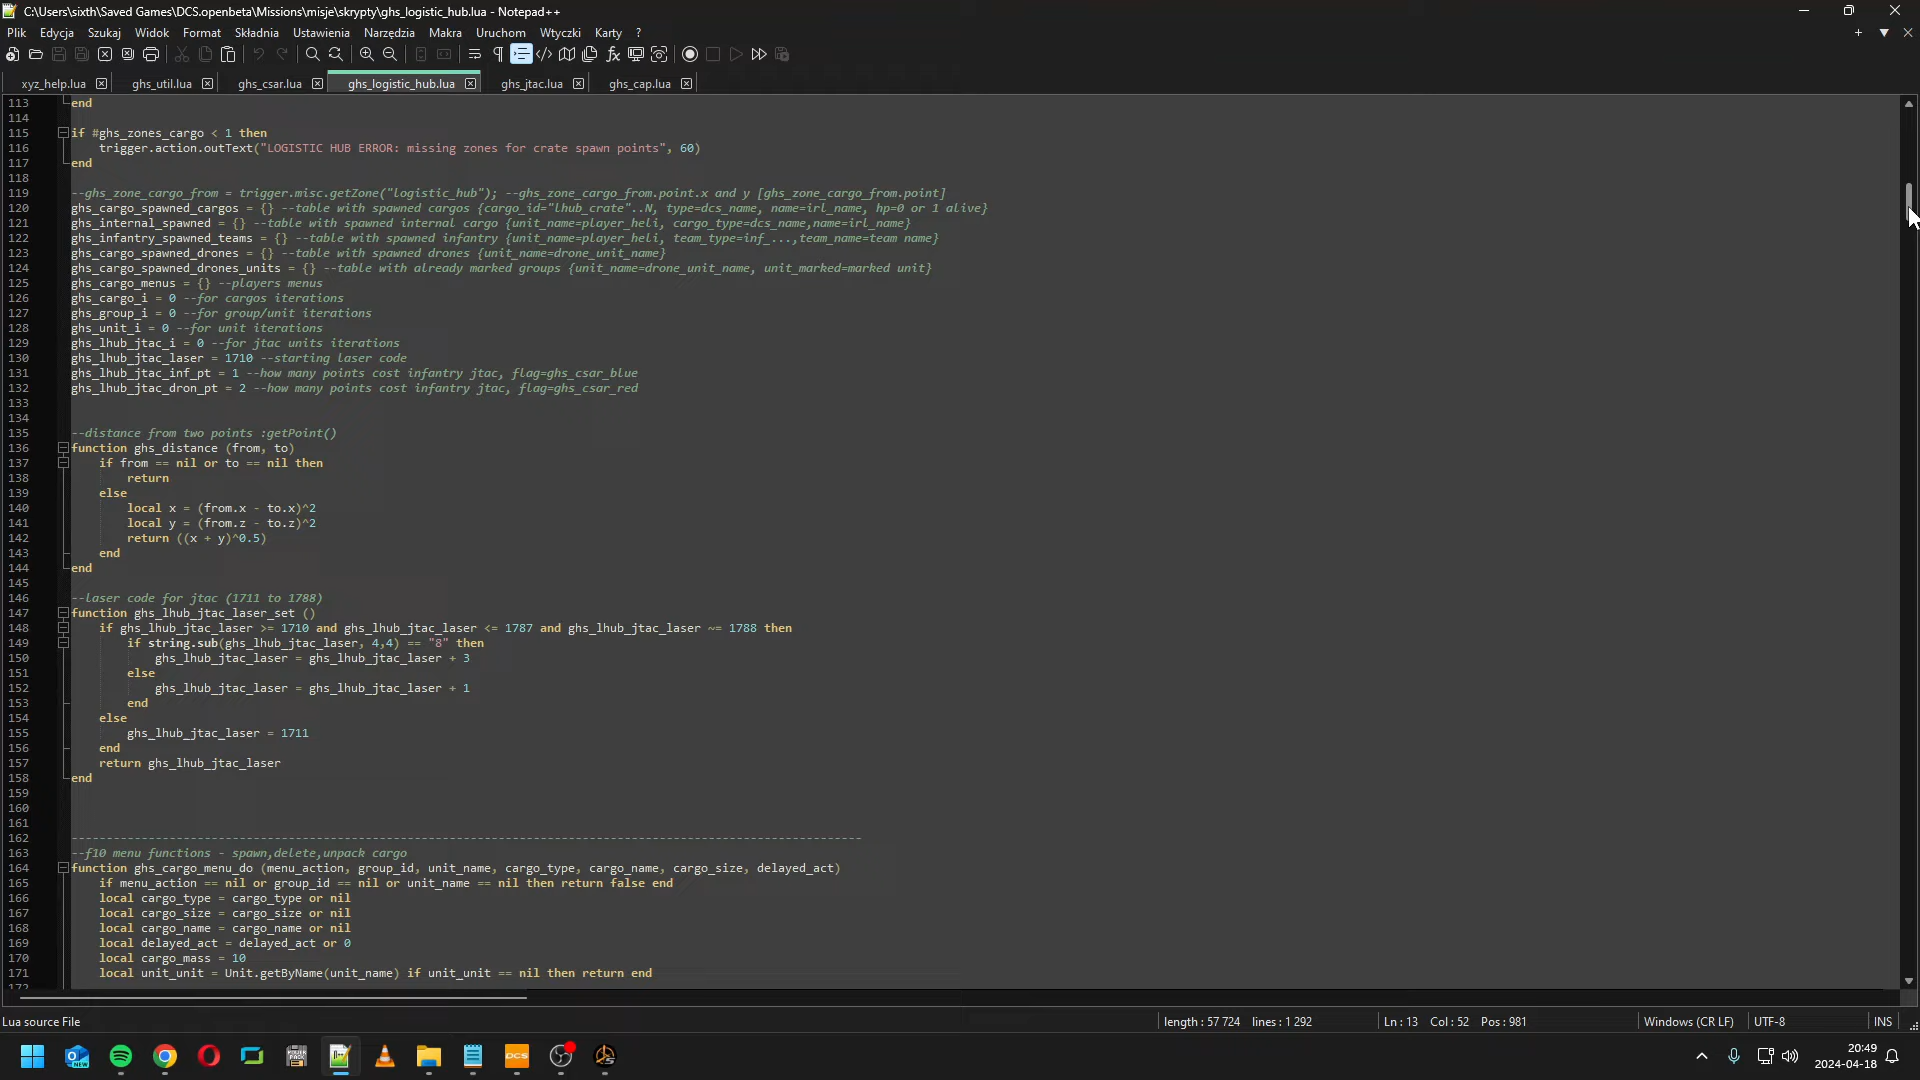 C:\Users\sixth\Saved Games\DCS.openbeta\Missions\misje\skrypty\ghs_logistic_hub.lua - Notepad++
Plik Edycja Szukaj Widok Format Składnia Ustawienia Narzędzia Makra Uruchom Wtyczki Karty ?
xyz_help.lua ghs_util.lua ghs_csar.lua ghs_logistic_hub.lua ghs_jtac.lua ghs_cap.lua
113 end
114
115 if #ghs_zones_cargo < 1 then
116 trigger.action.outText("LOGISTIC HUB ERROR: missing zones for crate spawn points", 60)
117 end
118
119 --ghs_zone_cargo_from = trigger.misc.getZone("logistic_hub"); --ghs_zone_cargo_from.point.x and y [ghs_zone_cargo_from.point]
120 ghs_cargo_spawned_cargos = {} --table with spawned cargos {cargo_id="lhub_crate"..N, type=dcs_name, name=irl_name, hp=0 or 1 alive}
121 ghs_internal_spawned = {} --table with spawned internal cargo {unit_name=player_heli, cargo_type=dcs_name,name=irl_name}
122 ghs_infantry_spawned_teams = {} --table with spawned infantry {unit_name=player_heli, team_type=inf_...,team_name=team name}
123 ghs_cargo_spawned_drones = {} --table with spawned drones {unit_name=drone_unit_name}
124 ghs_cargo_spawned_drones_units = {} --table with already marked groups {unit_name=drone_unit_name, unit_marked=marked unit}
125 ghs_cargo_menus = {} --players menus
126 ghs_cargo_i = 0 --for cargos iterations
127 ghs_group_i = 0 --for group/unit iterations
128 ghs_unit_i = 0 --for unit iterations
129 ghs_lhub_jtac_i = 0 --for jtac units iterations
130 ghs_lhub_jtac_laser = 1710 --starting laser code
131 ghs_lhub_jtac_inf_pt = 1 --how many points cost infantry jtac, flag=ghs_csar_blue
132 ghs_lhub_jtac_dron_pt = 2 --how many points cost infantry jtac, flag=ghs_csar_red
133
134
135 --distance from two points :getPoint()
136 function ghs_distance (from, to)
137 if from == nil or to == nil then
138 return
139 else
140 local x = (from.x - to.x)^2
141 local y = (from.z - to.z)^2
142 return ((x + y)^0.5)
143 end
144 end
145
146 --laser code for jtac (1711 to 1788)
147 function ghs_lhub_jtac_laser_set ()
148 if ghs_lhub_jtac_laser >= 1710 and ghs_lhub_jtac_laser <= 1787 and ghs_lhub_jtac_laser ~= 1788 then
149 if string.sub(ghs_lhub_jtac_laser, 4,4) == "8" then
150 ghs_lhub_jtac_laser = ghs_lhub_jtac_laser + 3
151 else
152 ghs_lhub_jtac_laser = ghs_lhub_jtac_laser + 1
153 end
154 else
155 ghs_lhub_jtac_laser = 1711
156 end
157 return ghs_lhub_jtac_laser
158 end
159
160
161
162 -----------------------------------------------------------------------------------------------------------------
163 --f10 menu functions - spawn,delete,unpack cargo
164 function ghs_cargo_menu_do (menu_action, group_id, unit_name, cargo_type, cargo_name, cargo_size, delayed_act)
165 if menu_action == nil or group_id == nil or unit_name == nil then return false end
166 local cargo_type = cargo_type or nil
167 local cargo_size = cargo_size or nil
168 local cargo_name = cargo_name or nil
169 local delayed_act = delayed_act or 0
170 local cargo_mass = 10
171 local unit_unit = Unit.getByName(unit_name) if unit_unit == nil then return end
172
Lua source File length : 57 724 lines : 1 292 Ln : 13 Col : 52 Pos : 981 Windows (CR LF) UTF-8 INS
NEW POWER PACK DCS 20:49
2024-04-18